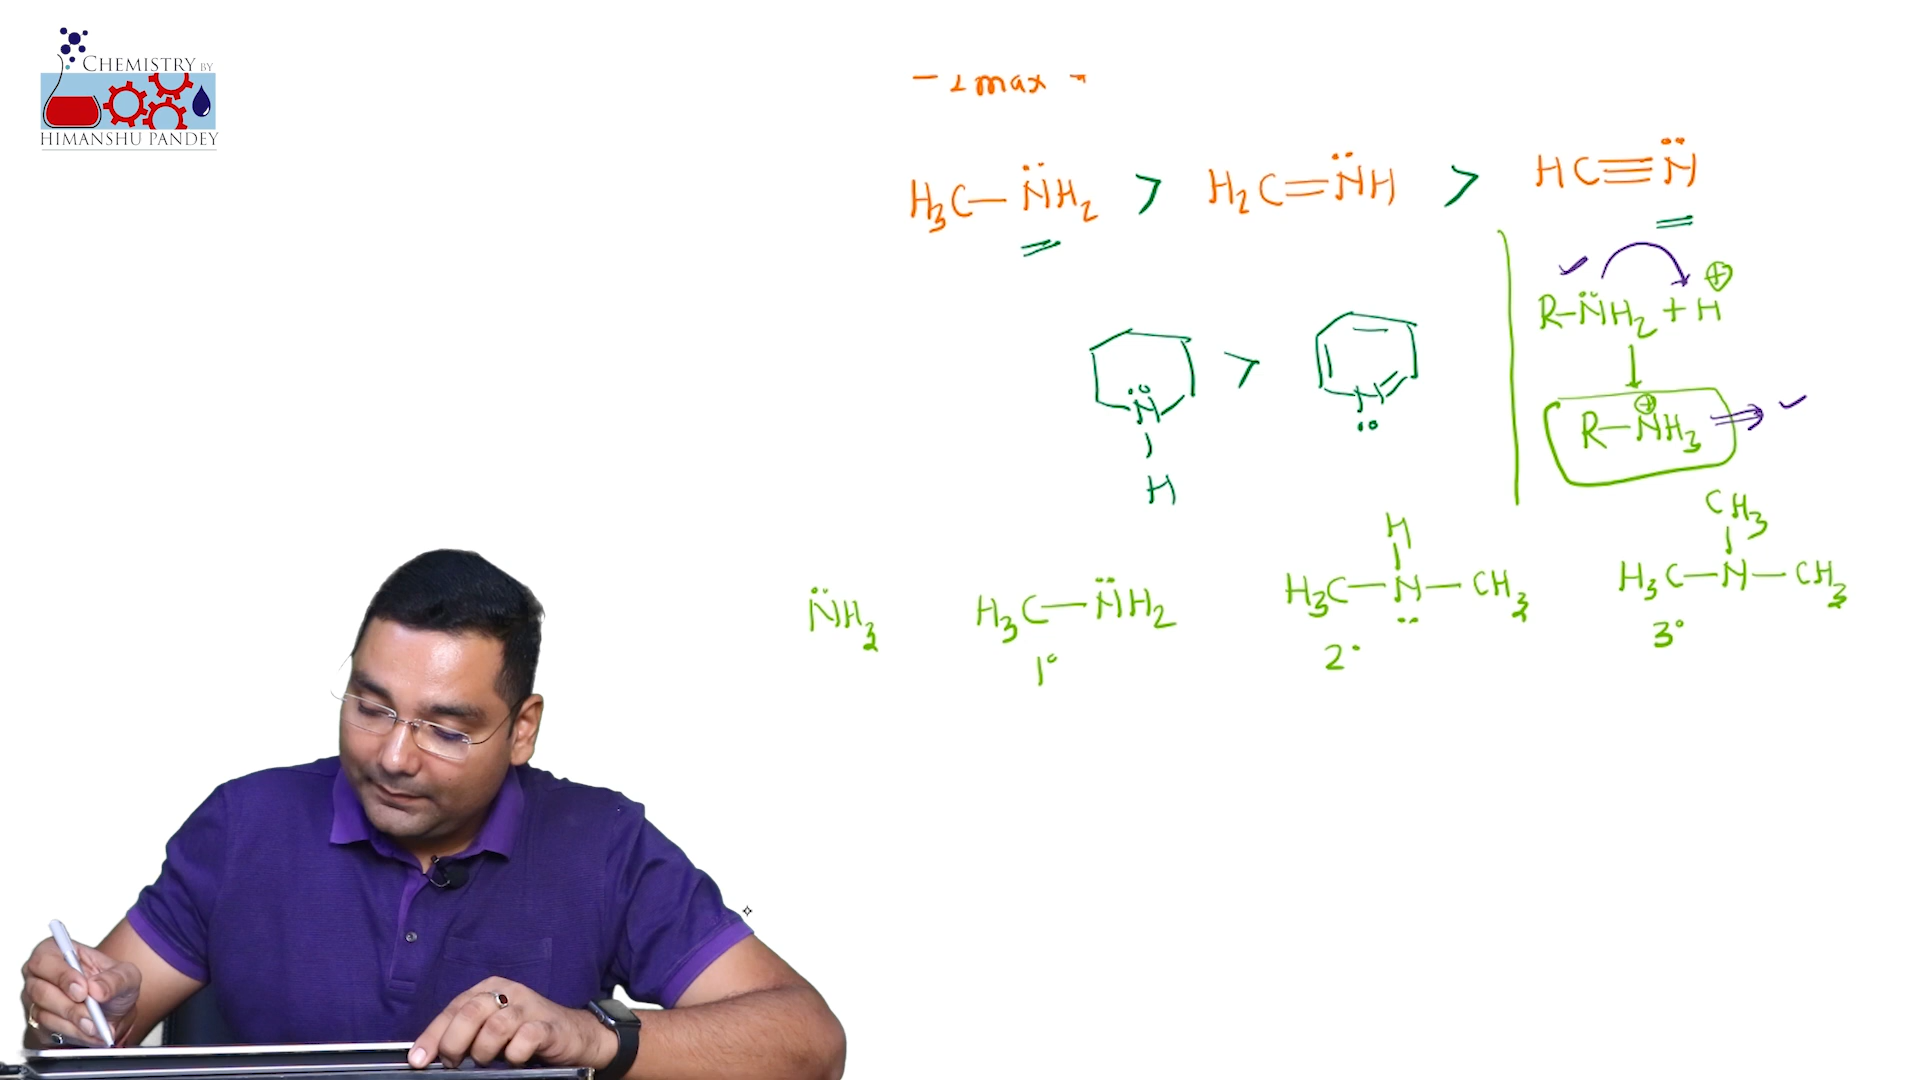 CHEMISTRY BY
HIMANSHU PANDEY
max
H₃C–N̈H₂ > H₂C=N̈H > HC≡N̈
R–N̈H₂ + H⊕
↓
R–N⊕H₃ ⇒ ✓
N̈
H
>
N
CH₃
H
N̈H₃
H₃C–N̈H₂
H₃C–N̈–CH₃
H₃C–N–CH₃
1°
2°
3°